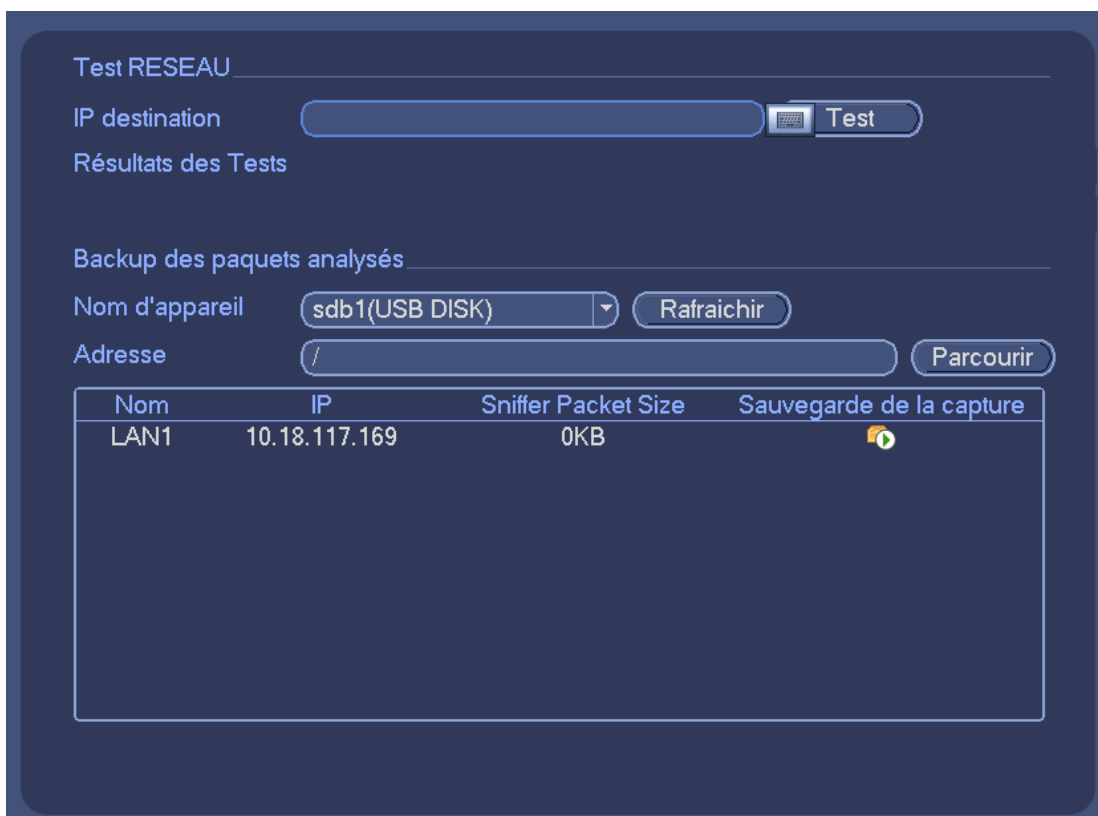 Test RESEAU
IP destination Test
Résultats des Tests
Backup des paquets analysés
Nom d'appareil sdb1(USB DISK) Rafraichir
Adresse / Parcourir
Nom IP Sniffer Packet Size Sauvegarde de la capture
LAN1 10.18.117.169 0KB